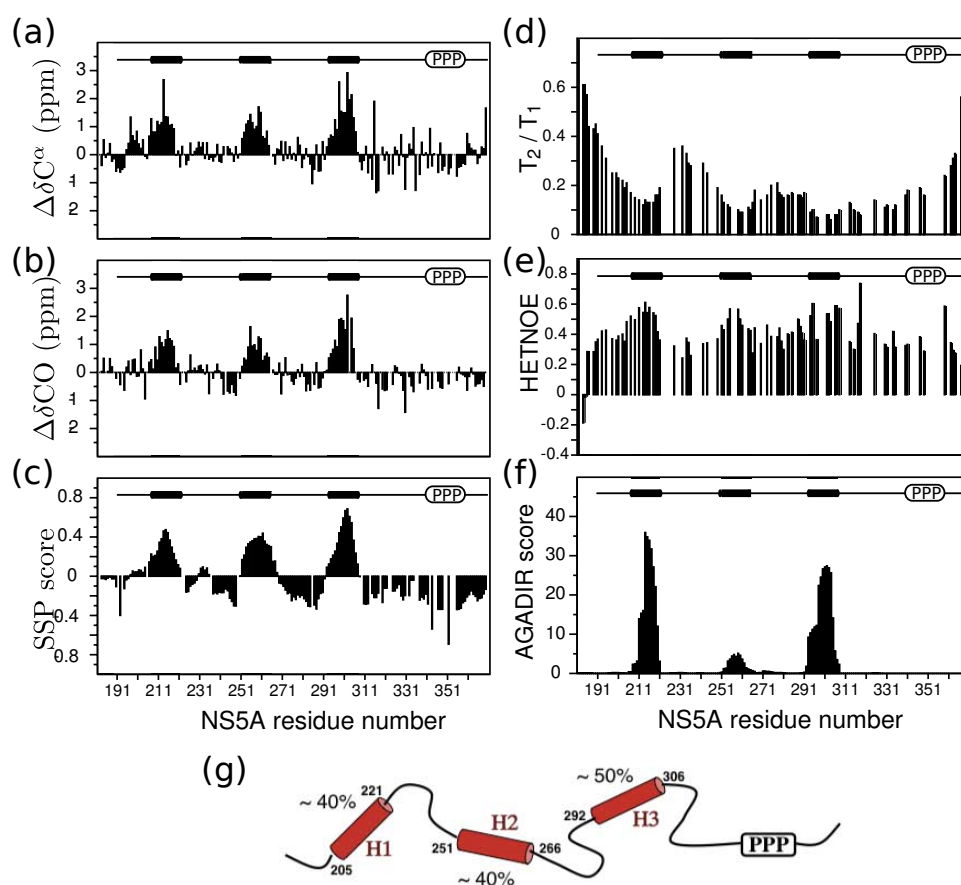 (a)
PPP
ΔδCα (ppm)
3
2
1
0
1
2
(b)
PPP
ΔδCO (ppm)
3
2
1
0
1
2
(c)
PPP
SSP score
0.8
0.4
0
0.4
0.8
191 211 231 251 271 291 311 331 351
NS5A residue number
(d)
PPP
T2 / T1
0.6
0.4
0.2
0
(e)
PPP
HETNOE
0.8
0.6
0.4
0.2
0
-0.2
-0.4
(f)
PPP
AGADIR score
40
30
20
10
0
191 211 231 251 271 291 311 331 351
NS5A residue number
(g)
~ 40%
221
H1
205
H2
251
266
~ 40%
~ 50%
306
292
H3
PPP